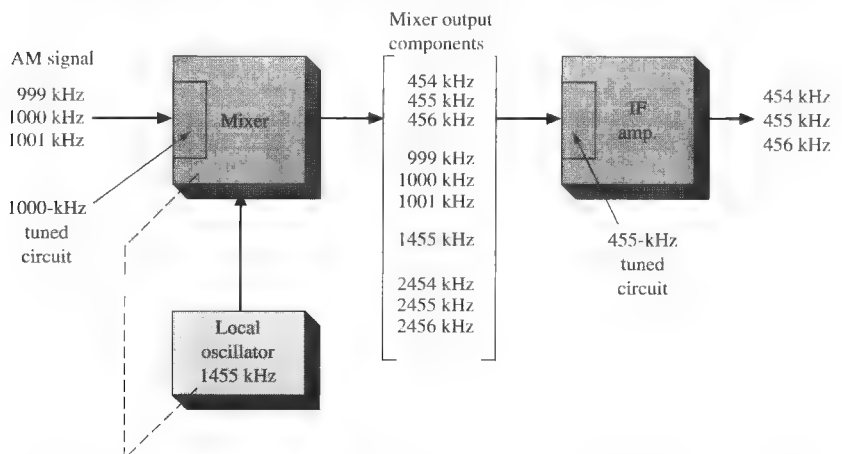 AM signal
999 kHz
1000 kHz
1001 kHz
1000-kHz
tuned
circuit
Mixer
Local
oscillator
1455 kHz
Mixer output
components
454 kHz
455 kHz
456 kHz
999 kHz
1000 kHz
1001 kHz
1455 kHz
2454 kHz
2455 kHz
2456 kHz
IF
amp.
455-kHz
tuned
circuit
454 kHz
455 kHz
456 kHz